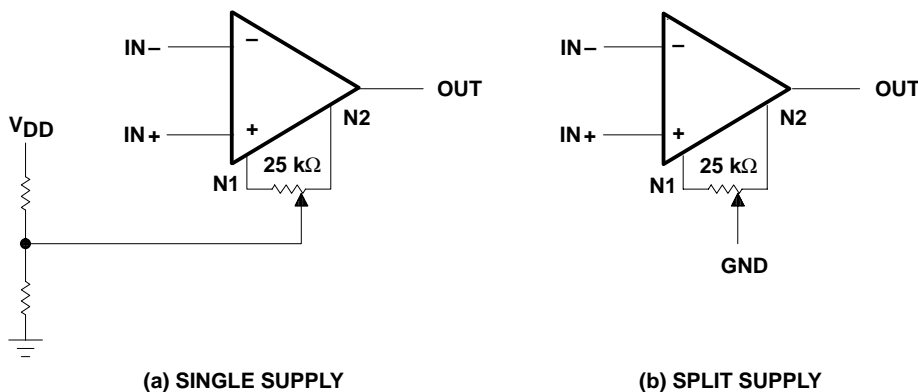 IN−
−
OUT
IN+
+
N2
25 kΩ
N1
VDD
(a) SINGLE SUPPLY
IN−
−
OUT
IN+
+
N2
25 kΩ
N1
GND
(b) SPLIT SUPPLY